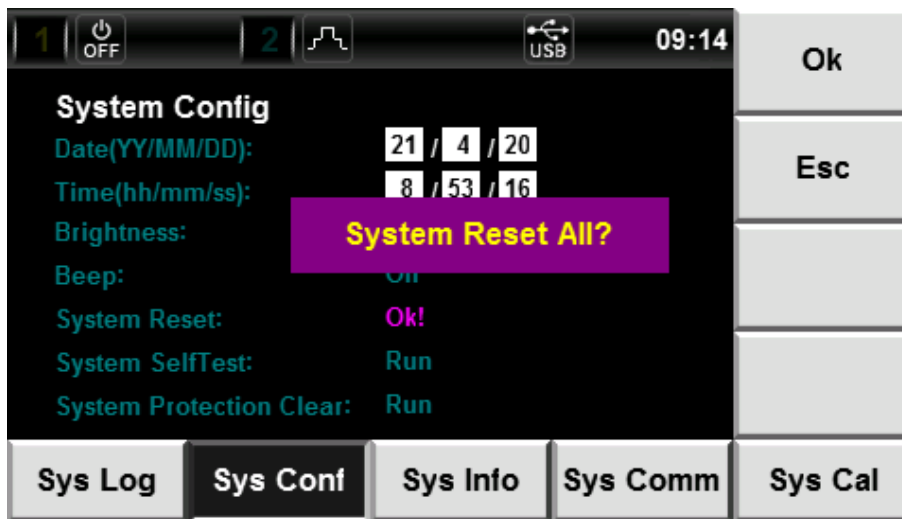 1 OFF 2 USB 09:14
Ok
System Config
Date(YY/MM/DD): 21 / 4 / 20
Esc
Time(hh/mm/ss): 8 / 53 / 16
Brightness:
System Reset All?
Beep: On
System Reset: Ok!
System SelfTest: Run
System Protection Clear: Run
Sys Log Sys Conf Sys Info Sys Comm Sys Cal